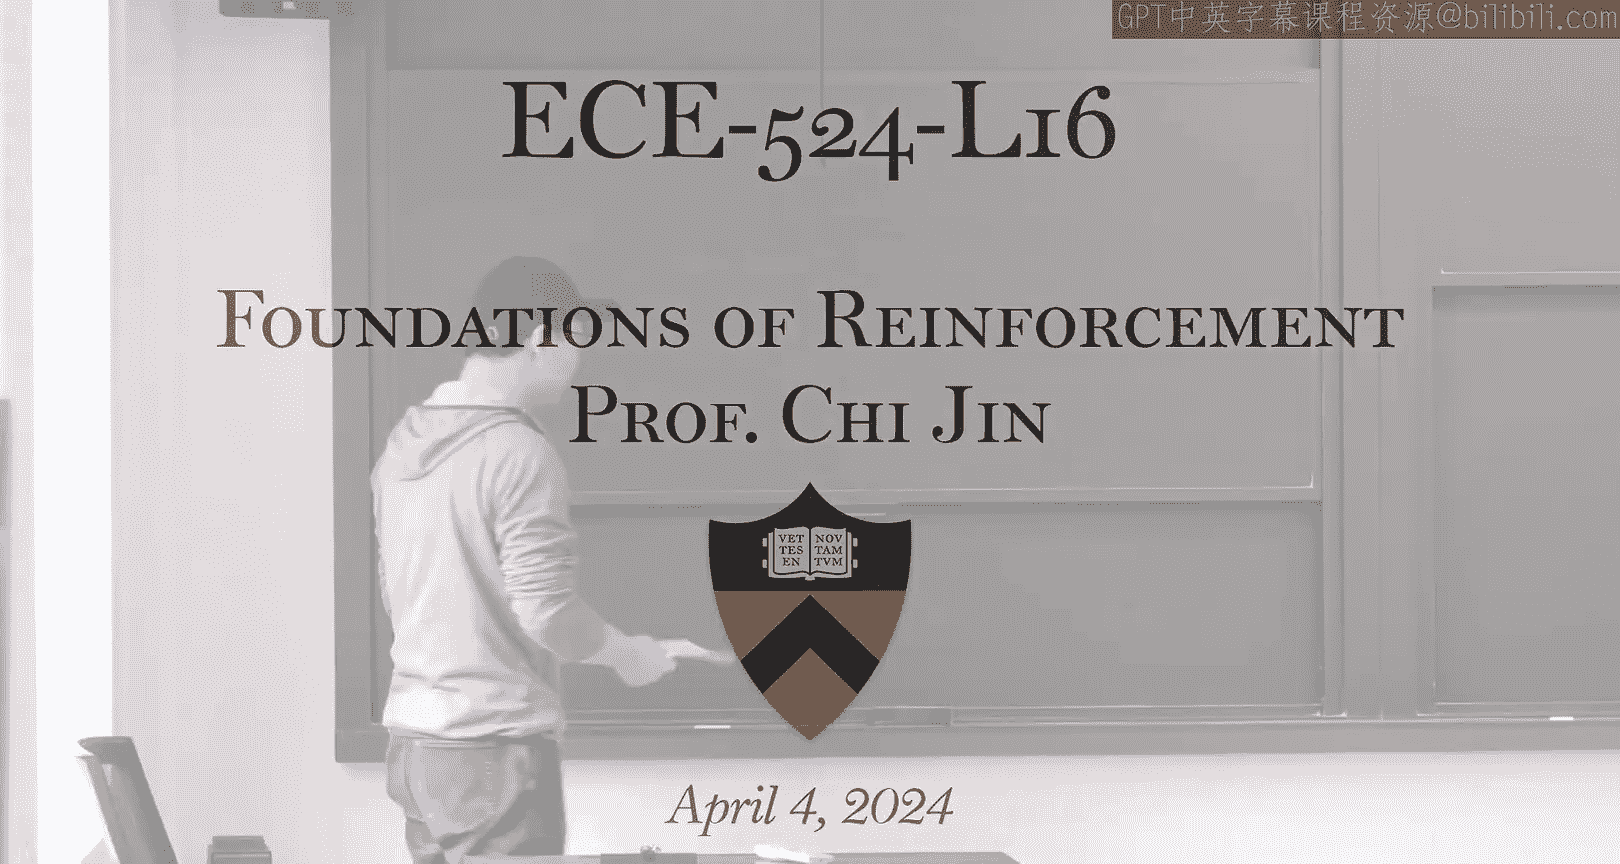 GPT中英字幕课程资源@bilibili.com
ECE-524-L16
FOUNDATIONS OF REINFORCEMENT
PROF. CHI JIN
VET NOV
TES TAM
EN TVM
April 4, 2024